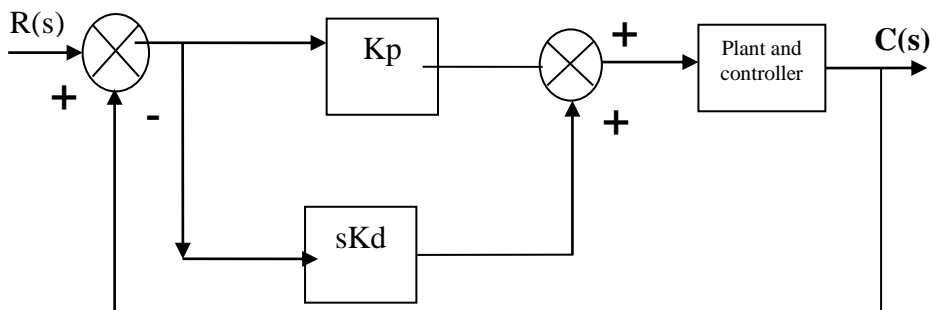 R(s)
+
-
Kp
+
+
Plant and
controller
C(s)
sKd